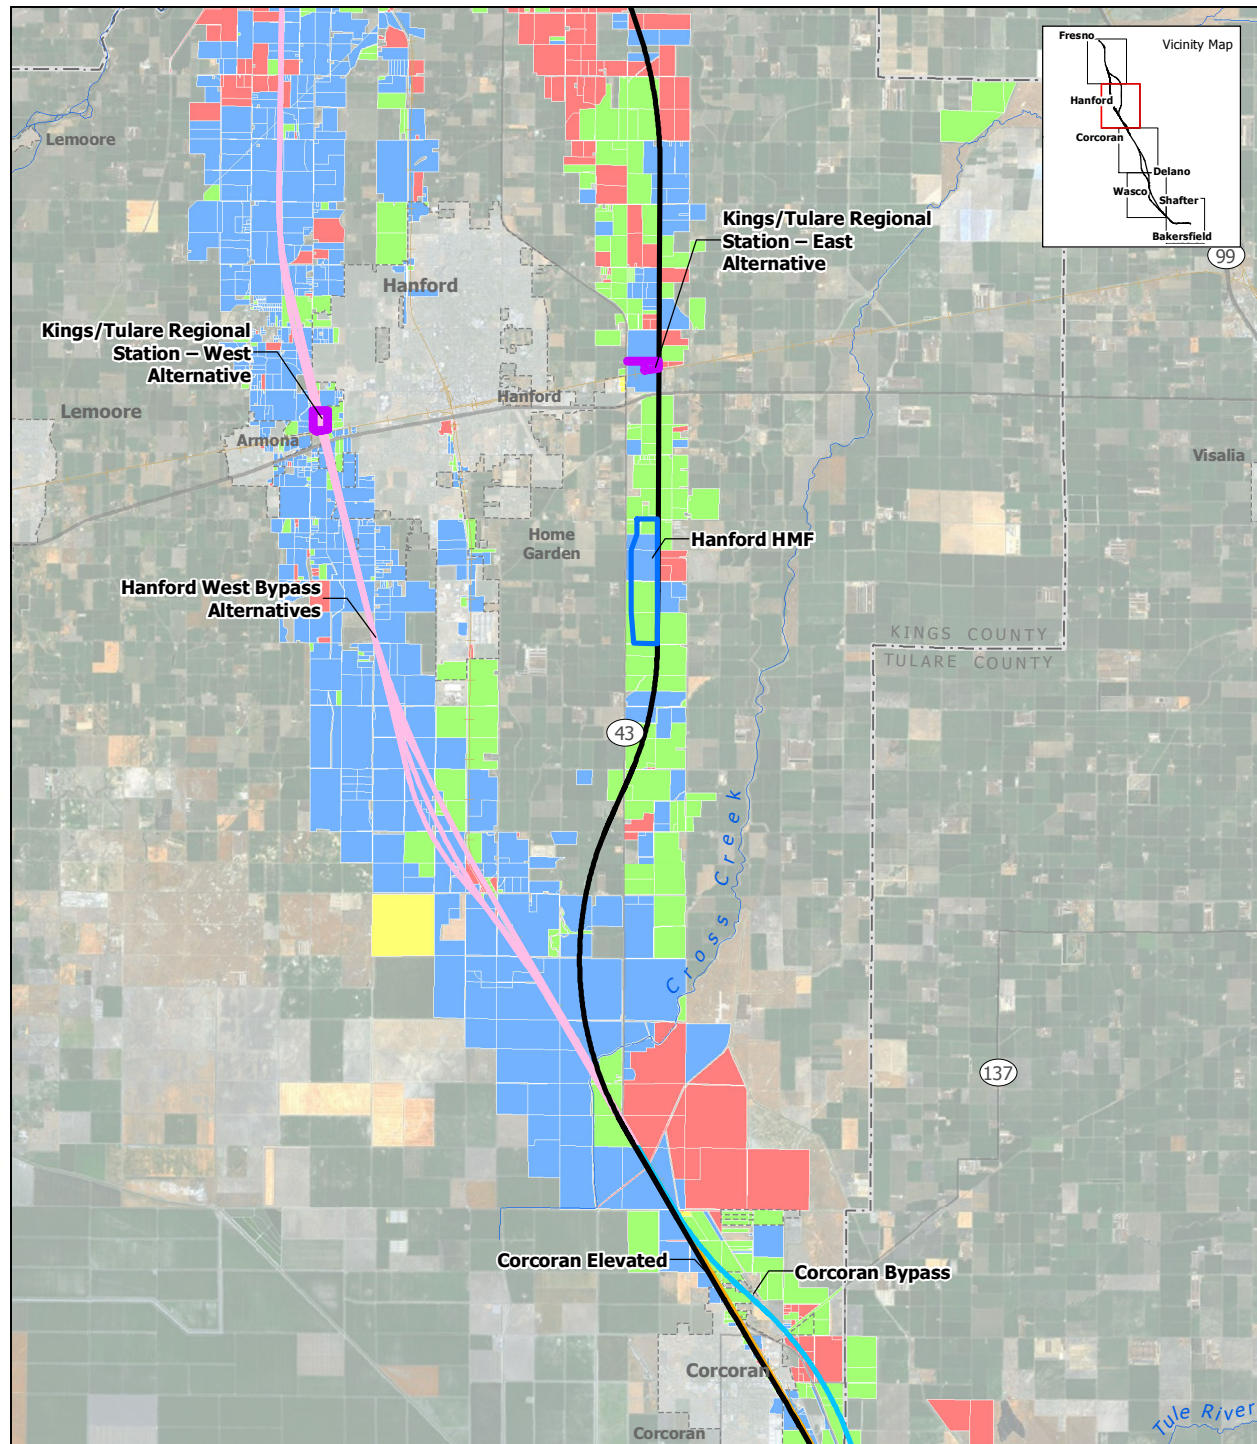 Fresno
Vicinity Map
Hanford
Corcoran
Delano
Wasco
Shafter
Bakersfield
99
Lemoore
Kings/Tulare Regional
Station – East
Alternative
Hanford
Kings/Tulare Regional
Station – West
Alternative
Hanford
Lemoore
Armona
Visalia
Home
Garden
Hanford HMF
Hanford West Bypass
Alternatives
KINGS COUNTY
TULARE COUNTY
43
Cross Creek
137
Corcoran Elevated
Corcoran Bypass
Corcoran
Tule River
Corcoran